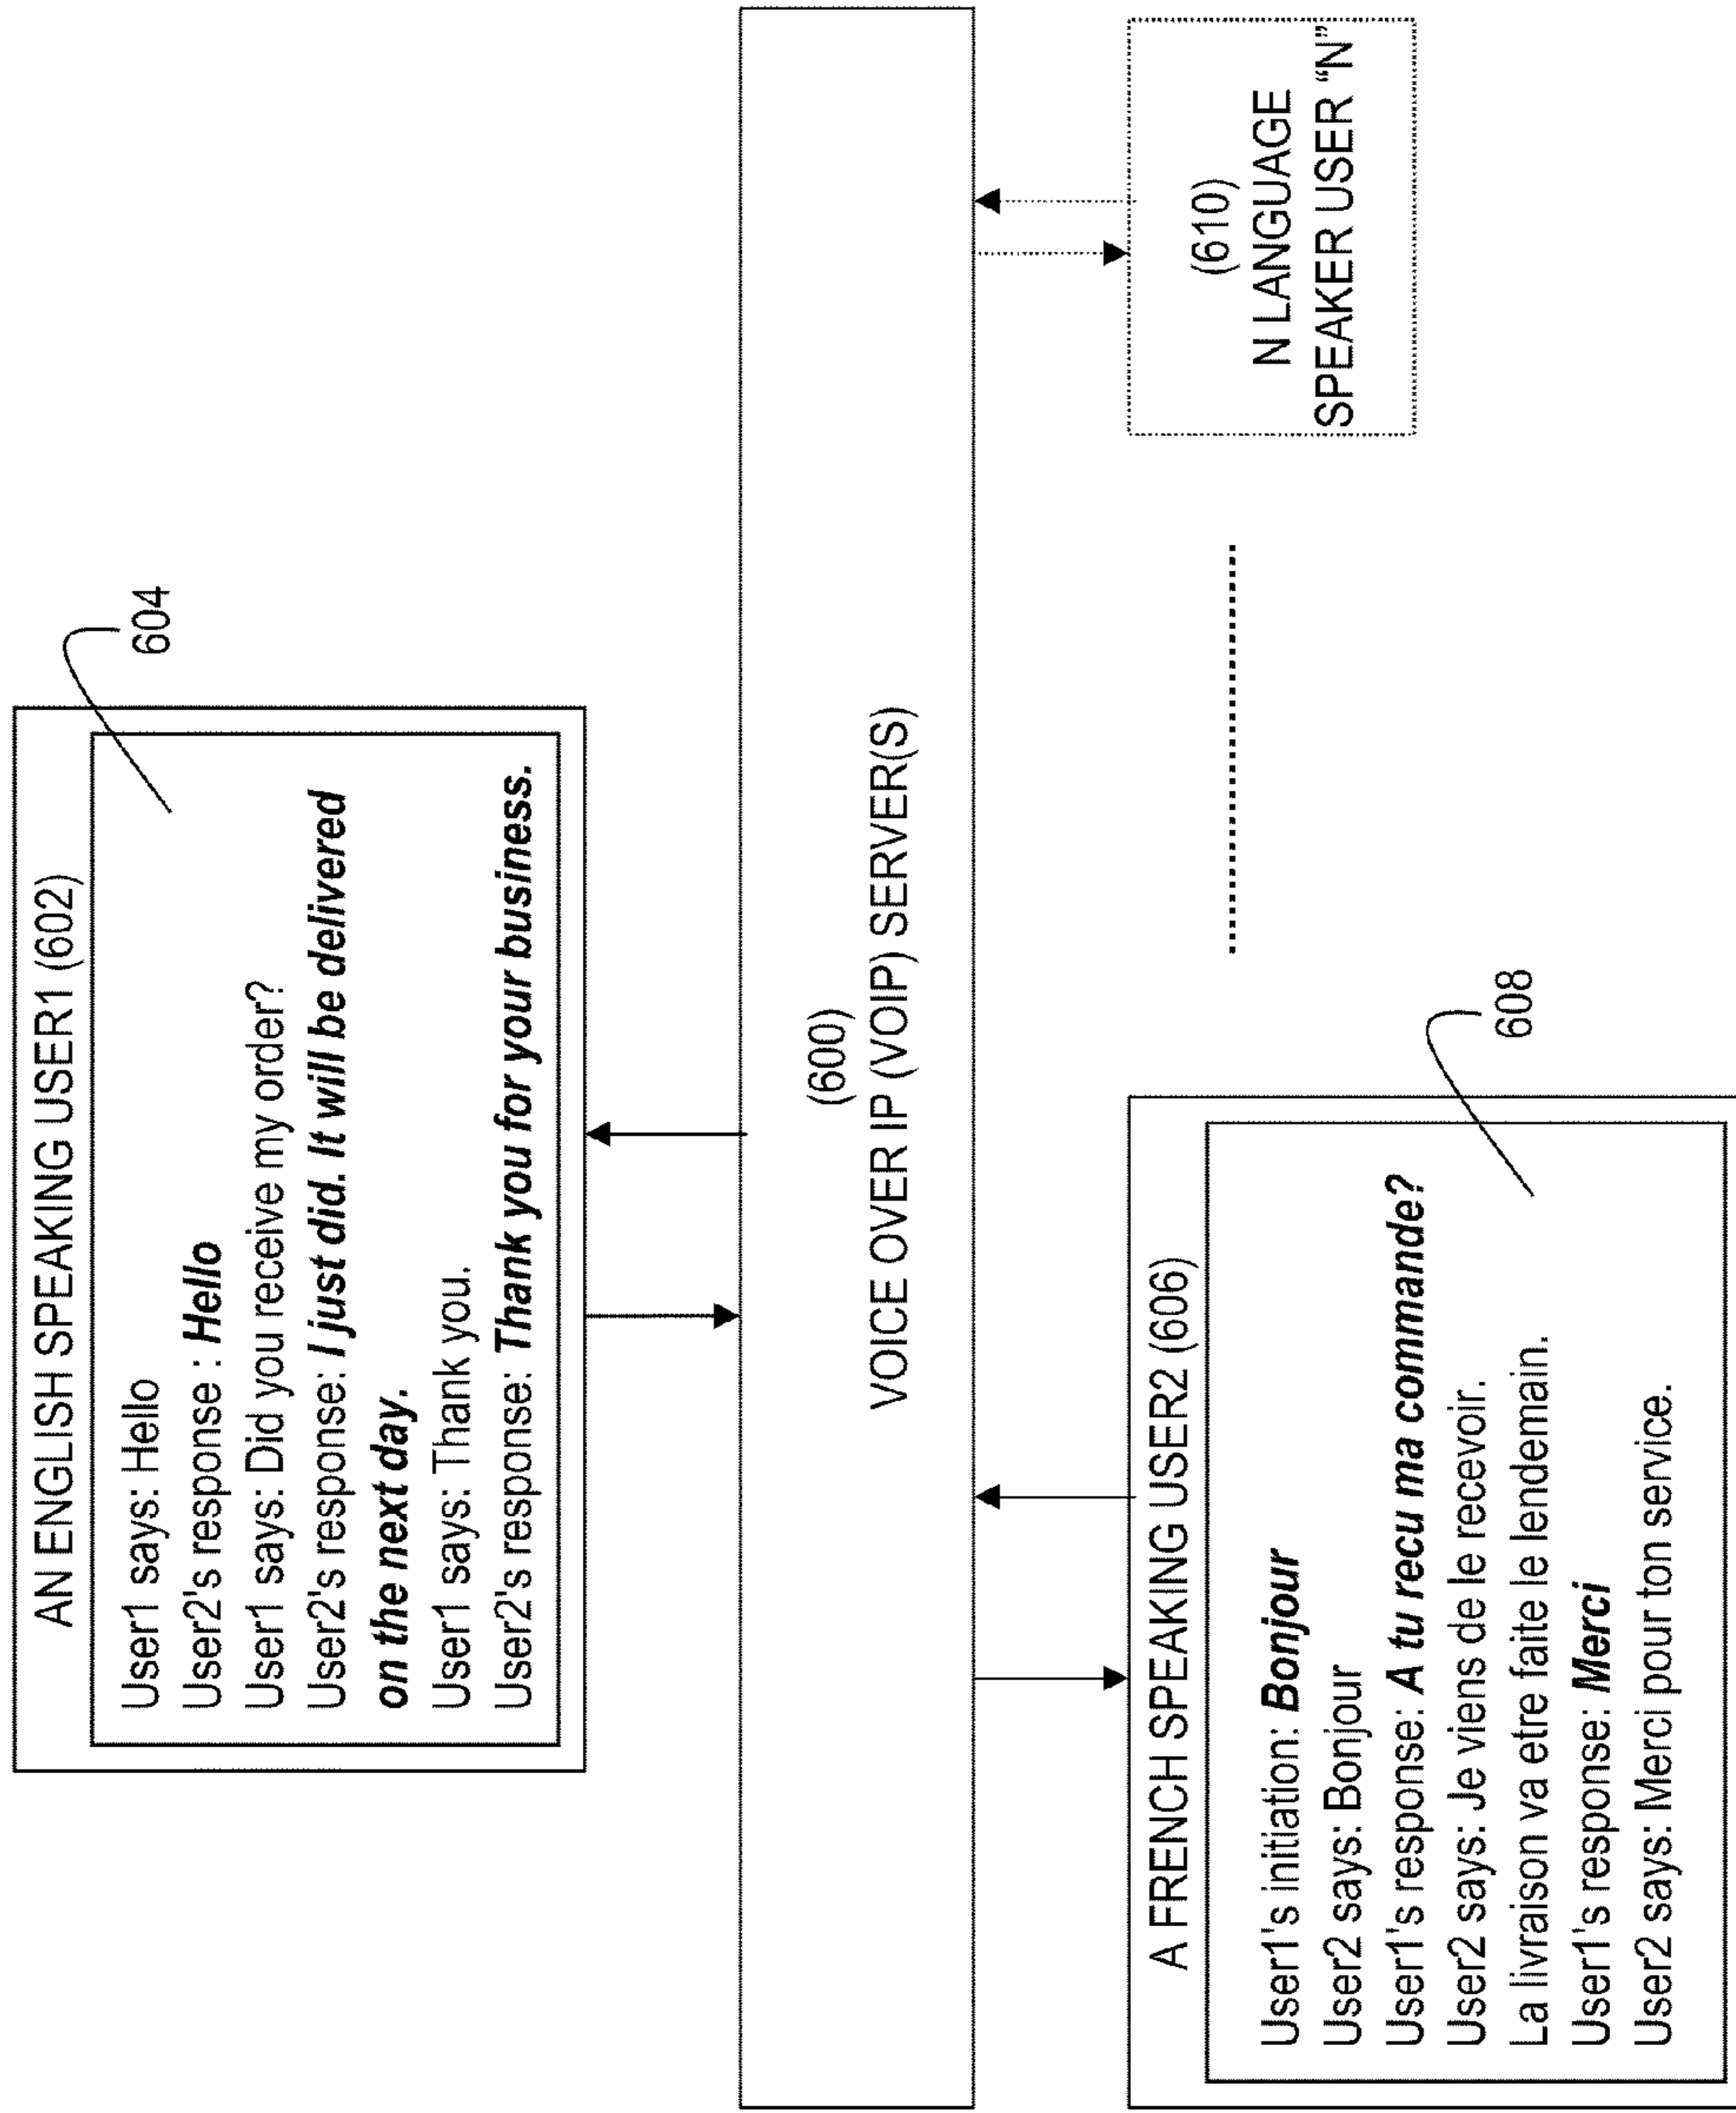 AN ENGLISH SPEAKING USER1 (602)
User1 says: Hello
User2's response : Hello
User1 says: Did you receive my order?
User2's response: I just did. It will be delivered
on the next day.
User1 says: Thank you.
User2's response: Thank you for your business.
604
(600)
VOICE OVER IP (VOIP) SERVER(S)
A FRENCH SPEAKING USER2 (606)
User1's initiation: Bonjour
User2 says: Bonjour
User1's response: A tu recu ma commande?
User2 says: Je viens de le recevoir.
La livraison va etre faite le lendemain.
User1's response: Merci
User2 says: Merci pour ton service.
608
(610)
N LANGUAGE
SPEAKER USER “N”